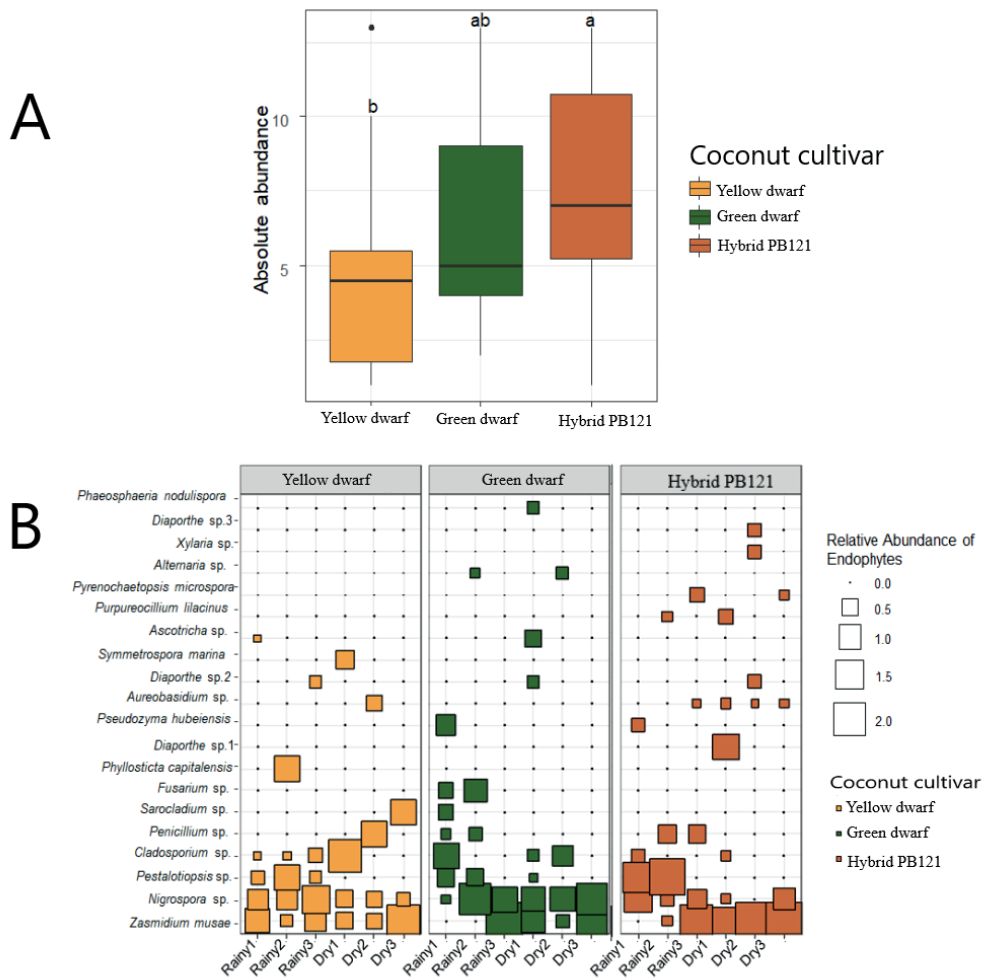 A
Absolute abundance
10
5
b
ab
a
Yellow dwarf
Green dwarf
Hybrid PB121
Coconut cultivar
Yellow dwarf
Green dwarf
Hybrid PB121
B
Yellow dwarf
Green dwarf
Hybrid PB121
Phaeosphaeria nodulispora
Diaporthe sp.3
Xylaria sp.
Alternaria sp.
Pyrenochaetopsis microspora
Purpureocillium lilacinus
Ascotricha sp.
Symmetrospora marina
Diaporthe sp.2
Aureobasidium sp.
Pseudozyma hubeiensis
Diaporthe sp.1
Phyllosticta capitalensis
Fusarium sp.
Sarocladium sp.
Penicillium sp.
Cladosporium sp.
Pestalotiopsis sp.
Nigrospora sp.
Zasmidium musae
Rainy1
Rainy2
Rainy3
Dry1
Dry2
Dry3
Rainy1
Rainy2
Rainy3
Dry1
Dry2
Dry3
Rainy1
Rainy2
Rainy3
Dry1
Dry2
Dry3
Relative Abundance of
Endophytes
0.0
0.5
1.0
1.5
2.0
Coconut cultivar
Yellow dwarf
Green dwarf
Hybrid PB121